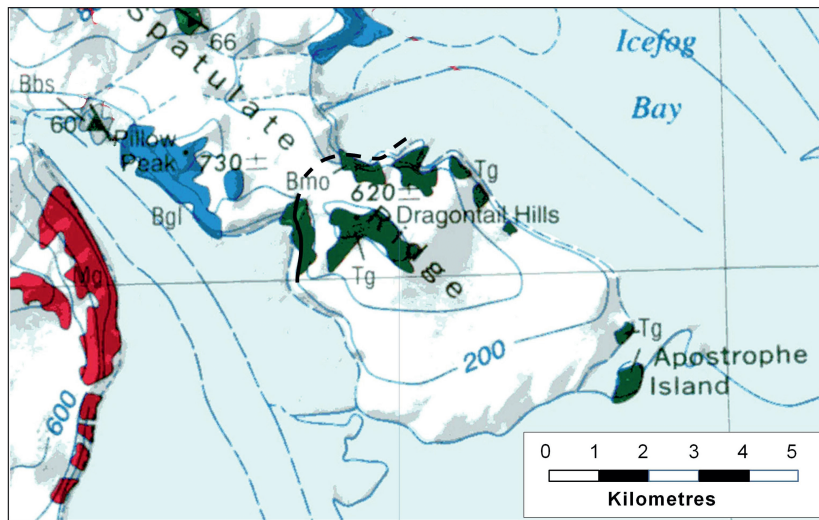 Spatulate Ridge
66
Icefog
Bay
Bbs
60
Pillow
Peak
730±
Bgl
Bmo
620±
Tg
Dragontail Hills
Tg
Mg
200
Tg
Apostrophe
Island
600
0 1 2 3 4 5
Kilometres